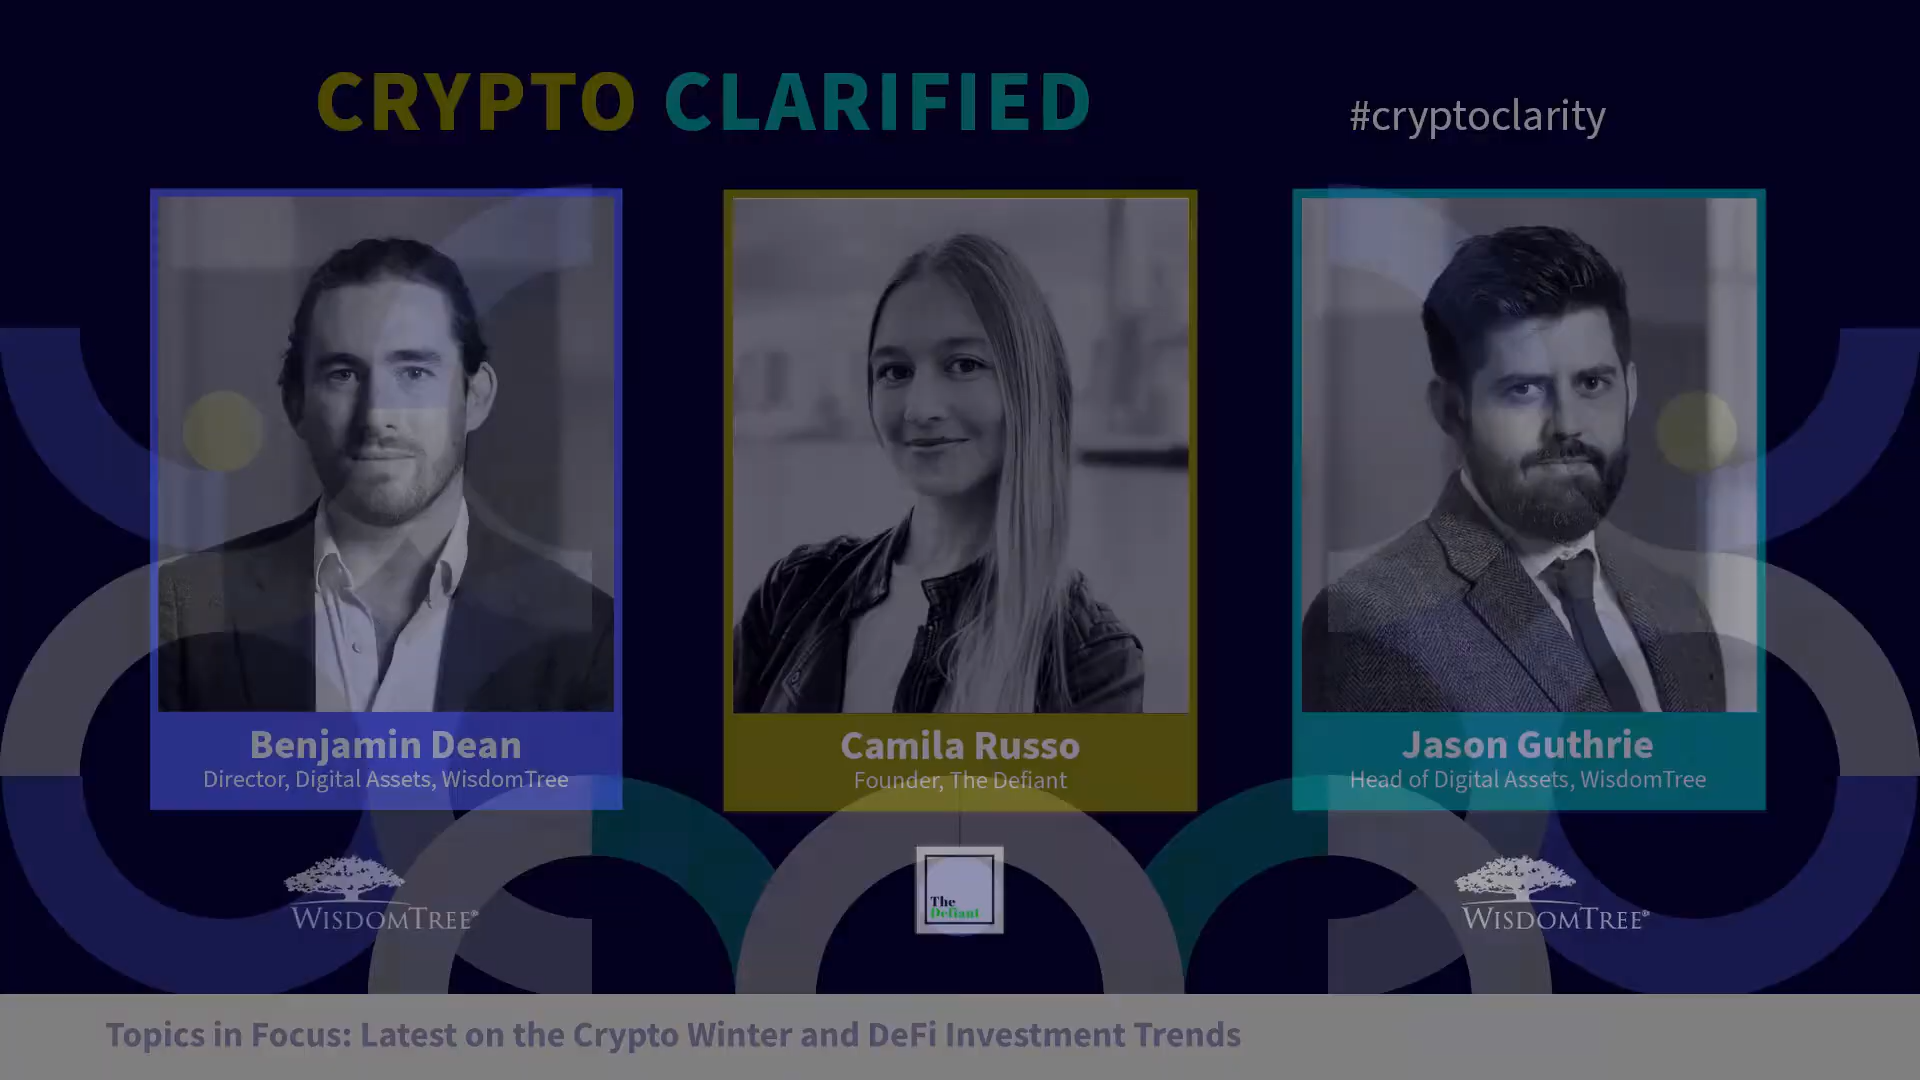 CRYPTO CLARIFIED
#cryptoclarity
Benjamin Dean
Director, Digital Assets, WisdomTree
Camila Russo
Founder, The Defiant
Jason Guthrie
Head of Digital Assets, WisdomTree
WISDOMTREE®
The
Defiant
WISDOMTREE®
Topics in Focus: Latest on the Crypto Winter and DeFi Investment Trends